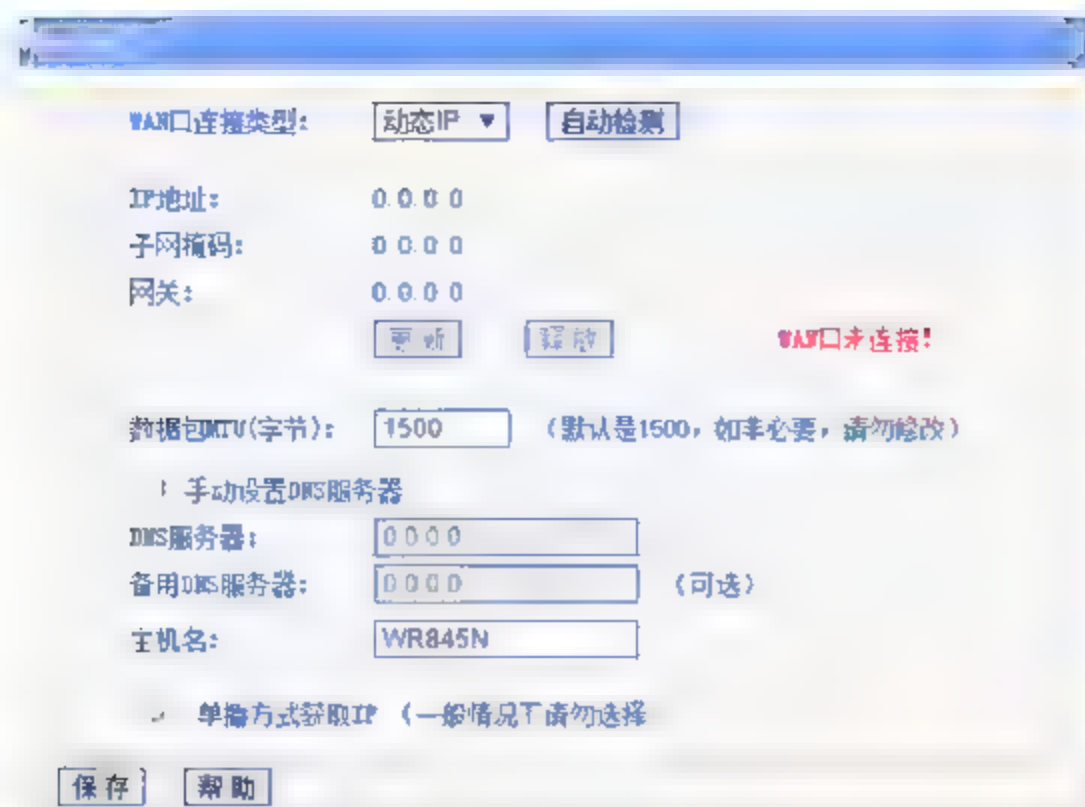 WAN口连接类型: 动态IP ▼ 自动检测
IP地址: 0.0.0.0
子网掩码: 0.0.0.0
网关: 0.0.0.0
更新 释放 WAN口未连接!
数据包MTU(字节): 1500 (默认是1500, 如非必要, 请勿修改)
手动设置DNS服务器
DNS服务器: 0.0.0.0
备用DNS服务器: 0.0.0.0 (可选)
主机名: WR845N
单播方式获取IP (一般情况下请勿选择
保存 帮助